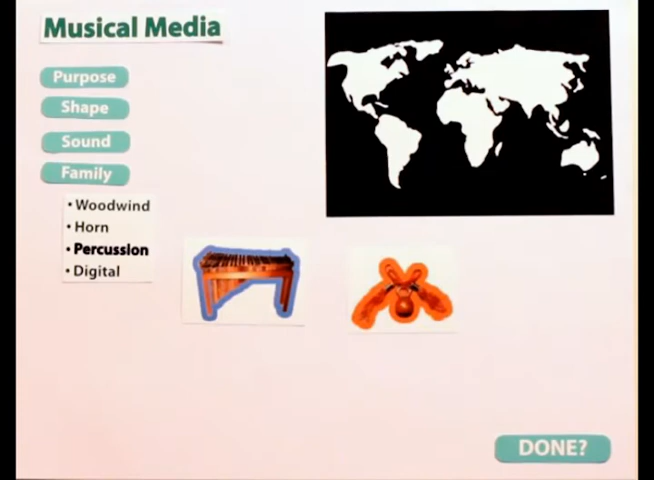 Musical Media
Purpose
Shape
Sound
Family
• Woodwind
• Horn
• Percussion
• Digital
DONE?